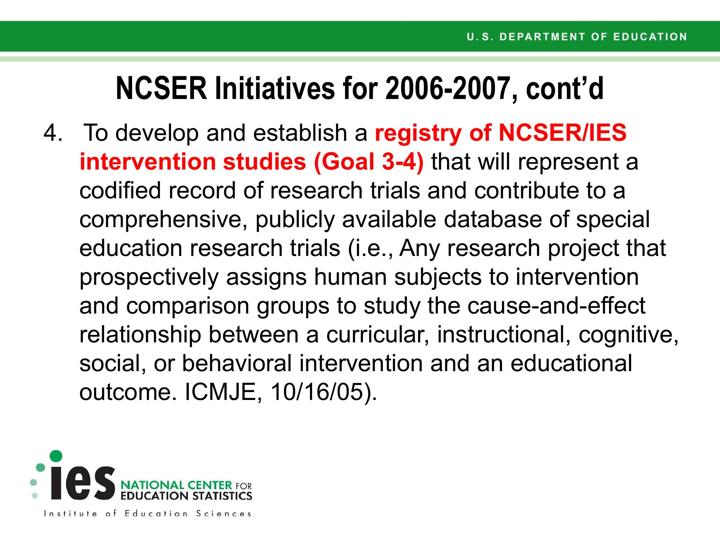 U.S. DEPARTMENT OF EDUCATION
NCSER Initiatives for 2006-2007, cont’d
4. To develop and establish a registry of NCSER/IES
intervention studies (Goal 3-4) that will represent a
codified record of research trials and contribute to a
comprehensive, publicly available database of special
education research trials (i.e., Any research project that
prospectively assigns human subjects to intervention
and comparison groups to study the cause-and-effect
relationship between a curricular, instructional, cognitive,
social, or behavioral intervention and an educational
outcome. ICMJE, 10/16/05).
ies NATIONAL CENTER FOR
EDUCATION STATISTICS
Institute of Education Sciences